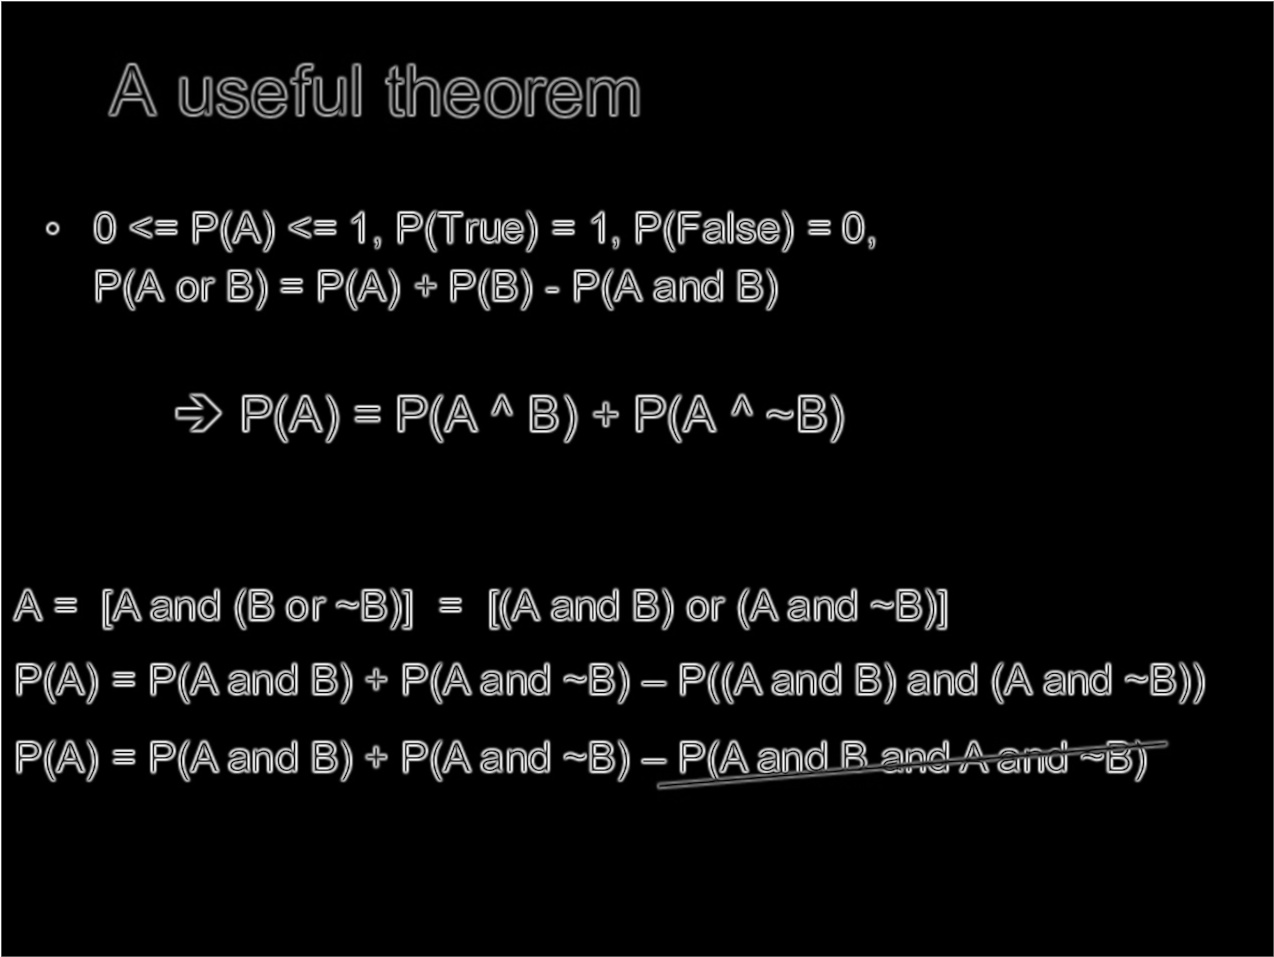 A useful theorem
• 0 <= P(A) <= 1, P(True) = 1, P(False) = 0,
P(A or B) = P(A) + P(B) - P(A and B)
➩ P(A) = P(A ^ B) + P(A ^ ~B)
A = [A and (B or ~B)] = [(A and B) or (A and ~B)]
P(A) = P(A and B) + P(A and ~B) – P((A and B) and (A and ~B))
P(A) = P(A and B) + P(A and ~B) – P(A and B and A and ~B)